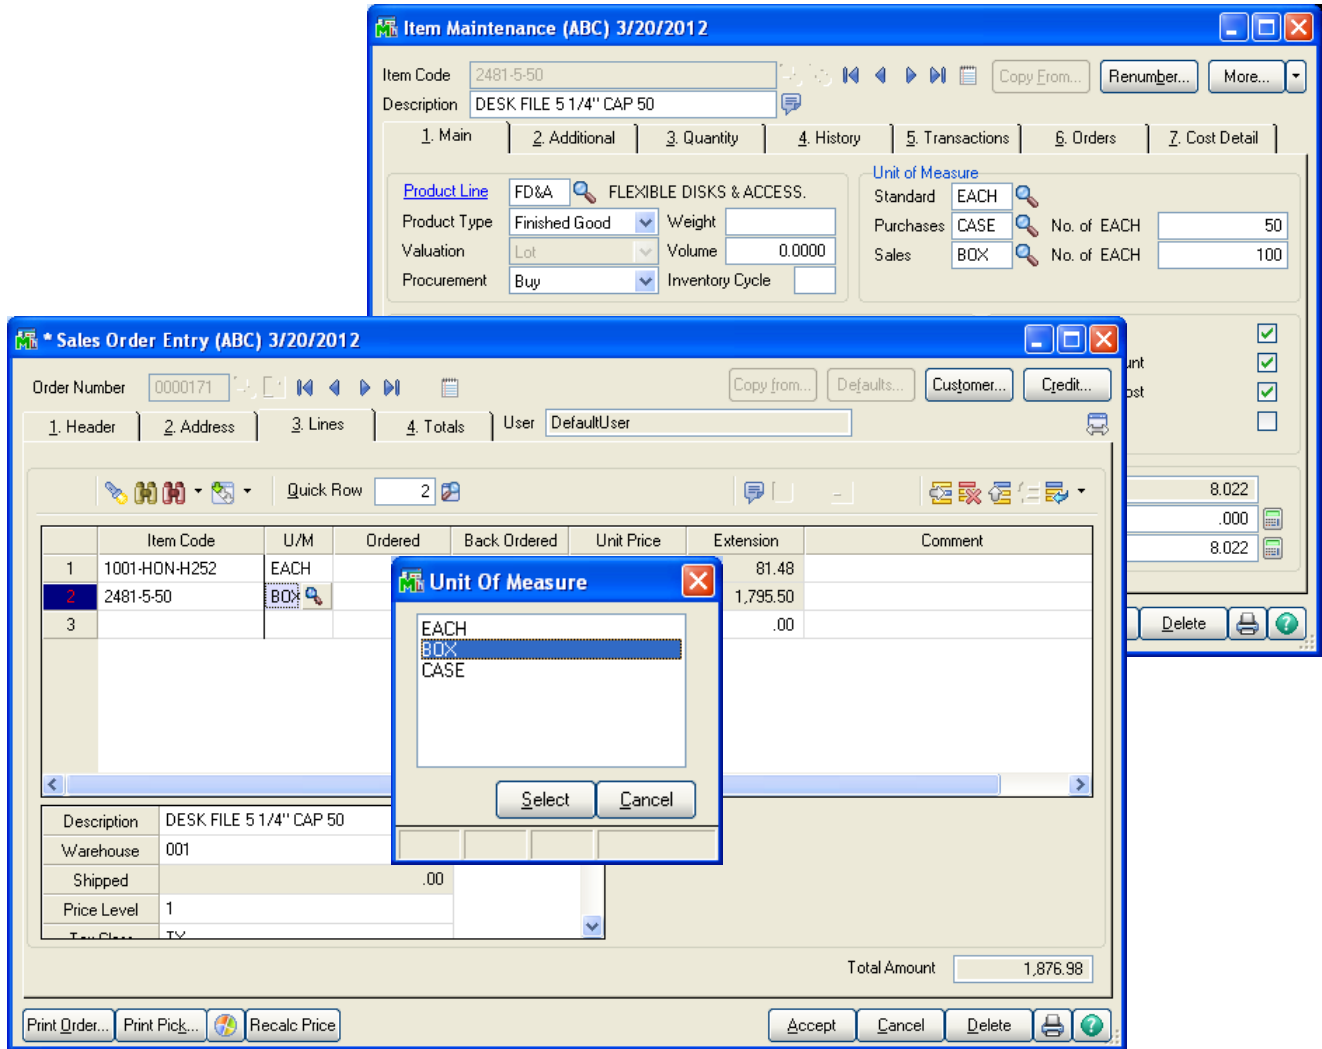 Item Maintenance (ABC) 3/20/2012
Item Code 2481-5-50 Copy From... Renumber... More...
Description DESK FILE 5 1/4" CAP 50
1. Main 2. Additional 3. Quantity 4. History 5. Transactions 6. Orders 7. Cost Detail
Product Line FD&A FLEXIBLE DISKS & ACCESS.
Product Type Finished Good Weight
Valuation Lot Volume 0.0000
Procurement Buy Inventory Cycle
Unit of Measure
Standard EACH
Purchases CASE No. of EACH 50
Sales BOX No. of EACH 100
8.022
.000
8.022
Delete
* Sales Order Entry (ABC) 3/20/2012
Order Number 0000171 Copy from... Defaults... Customer... Credit...
1. Header 2. Address 3. Lines 4. Totals User DefaultUser
Quick Row 2
Item Code U/M Ordered Back Ordered Unit Price Extension Comment
1 1001-HON-H252 EACH 81.48
2 2481-5-50 BOX 1,795.50
3 .00
Unit Of Measure
EACH
BOX
CASE
Select Cancel
Description DESK FILE 5 1/4" CAP 50
Warehouse 001
Shipped .00
Price Level 1
Total Amount 1,876.98
Print Order... Print Pick... Recalc Price Accept Cancel Delete